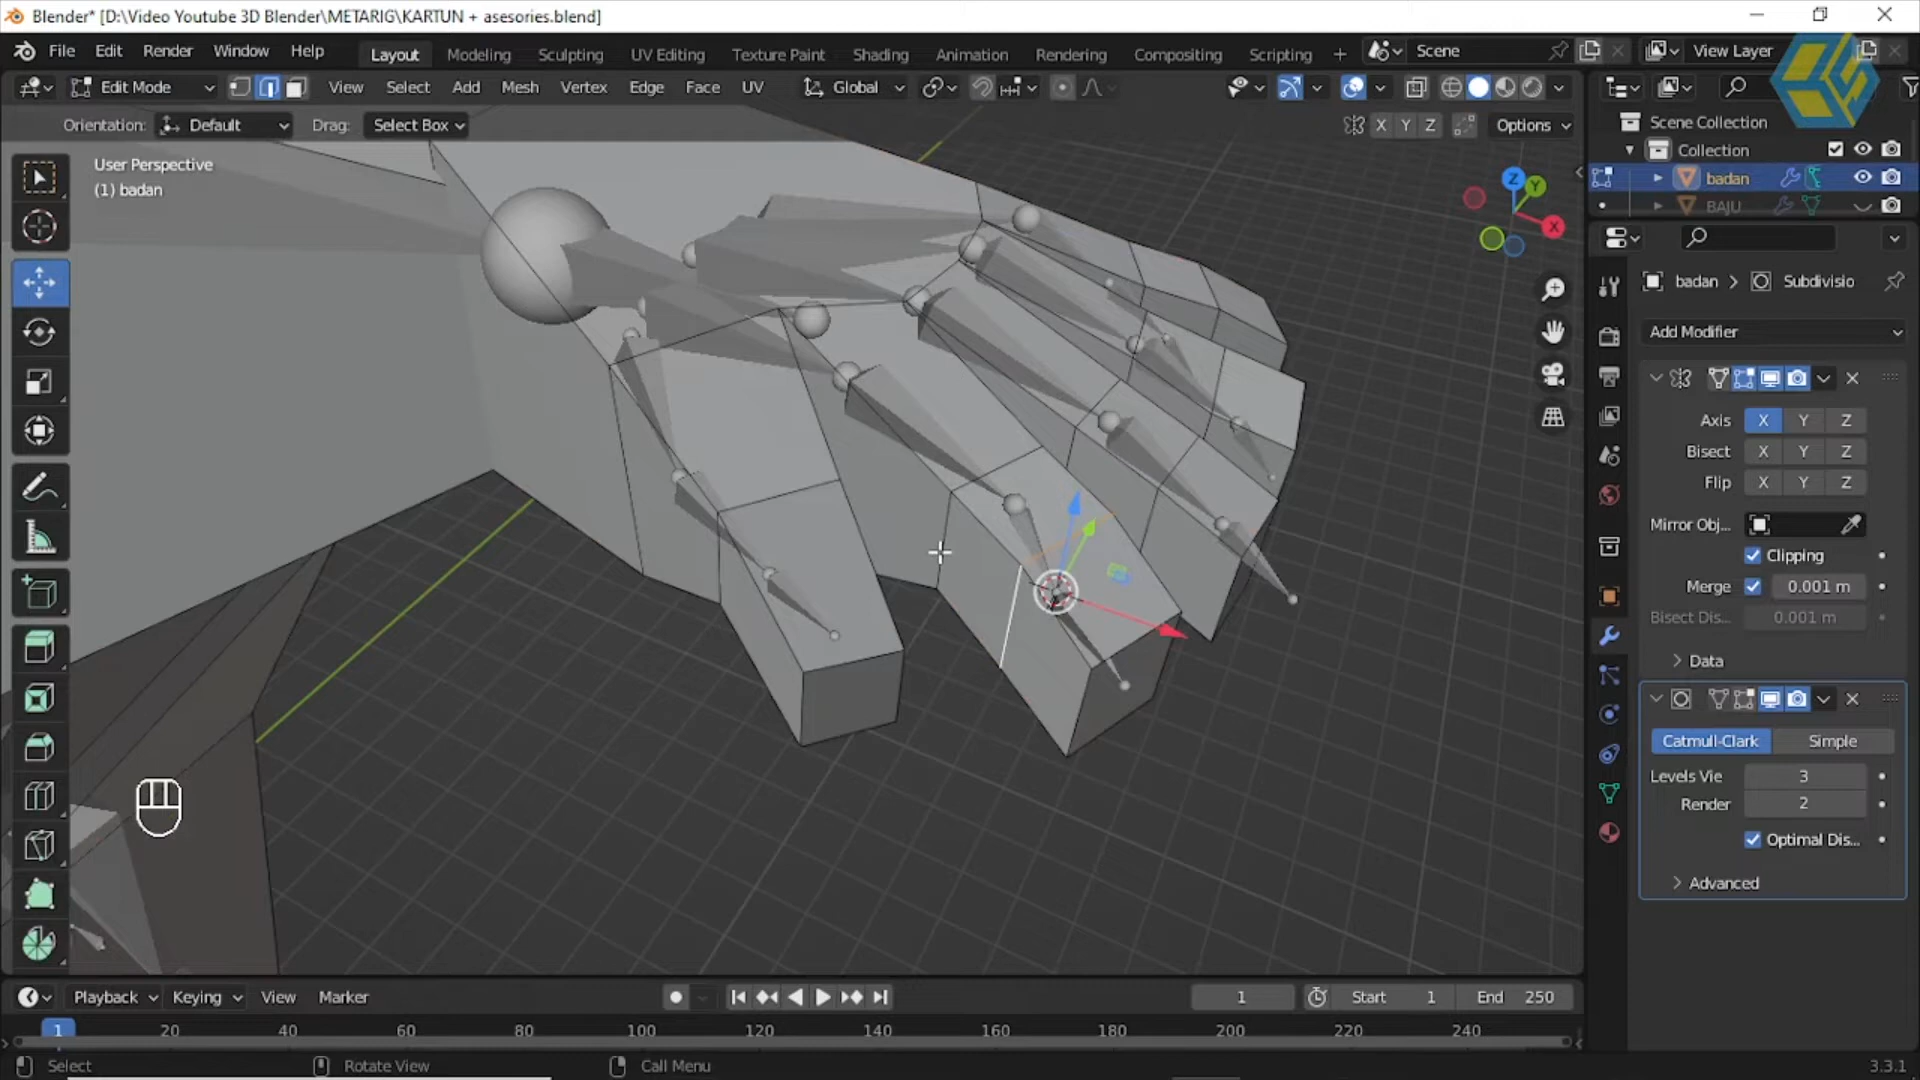 Blender* [D:\Video Youtube 3D Blender\METARIG\KARTUN + asesories.blend]
File Edit Render Window Help
Layout Modeling Sculpting UV Editing Texture Paint Shading Animation Rendering Compositing Scripting +
Scene
View Layer
Edit Mode
View Select Add Mesh Vertex Edge Face UV
Global
Orientation: Default Drag: Select Box
X Y Z Options
User Perspective
(1) badan
Z Y X
Scene Collection
Collection
badan
BAJU
badan > Subdivisio
Add Modifier
Axis X Y Z
Bisect X Y Z
Flip X Y Z
Mirror Obj...
Clipping
Merge 0.001 m
Bisect Dis... 0.001 m
Data
Catmull-Clark Simple
Levels Vie 3
Render 2
Optimal Dis...
Advanced
Playback Keying View Marker
1 Start 1 End 250
1 20 40 60 80 100 120 140 160 180 200 220 240
Select Rotate View Call Menu 3.3.1